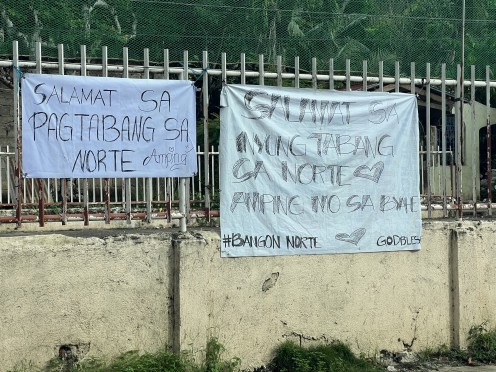 SALAMAT SA
PAGTABANG SA
NORTE Amping!
SALAMAT SA
INYONG TABANG
SA NORTE
AMPING MO SA BYAHE
#BANGON NORTE
GODBLESS